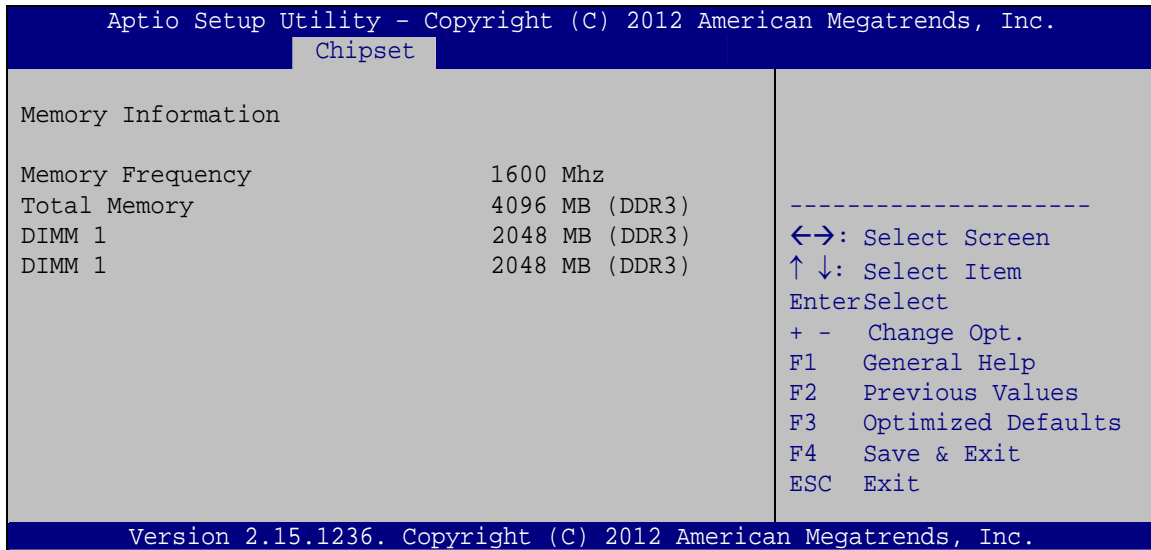 Aptio Setup Utility – Copyright (C) 2012 American Megatrends, Inc.
Chipset
Memory Information
Memory Frequency 1600 Mhz
Total Memory 4096 MB (DDR3)
DIMM 1 2048 MB (DDR3)
DIMM 1 2048 MB (DDR3)
---------------------
←→: Select Screen
↑ ↓: Select Item
EnterSelect
+ - Change Opt.
F1 General Help
F2 Previous Values
F3 Optimized Defaults
F4 Save & Exit
ESC Exit
Version 2.15.1236. Copyright (C) 2012 American Megatrends, Inc.